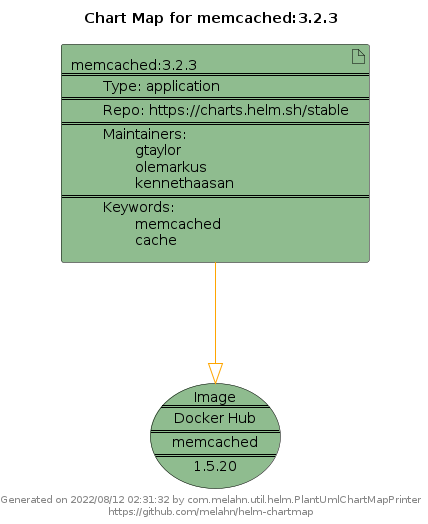 Chart Map for memcached:3.2.3
memcached:3.2.3
Type: application
Repo: https://charts.helm.sh/stable
Maintainers:
gtaylor
olemarkus
kennethaasan
Keywords:
memcached
cache
Image
Docker Hub
memcached
1.5.20
Generated on 2022/08/12 02:31:32 by com.melahn.util.helm.PlantUmlChartMapPrinter
https://github.com/melahn/helm-chartmap